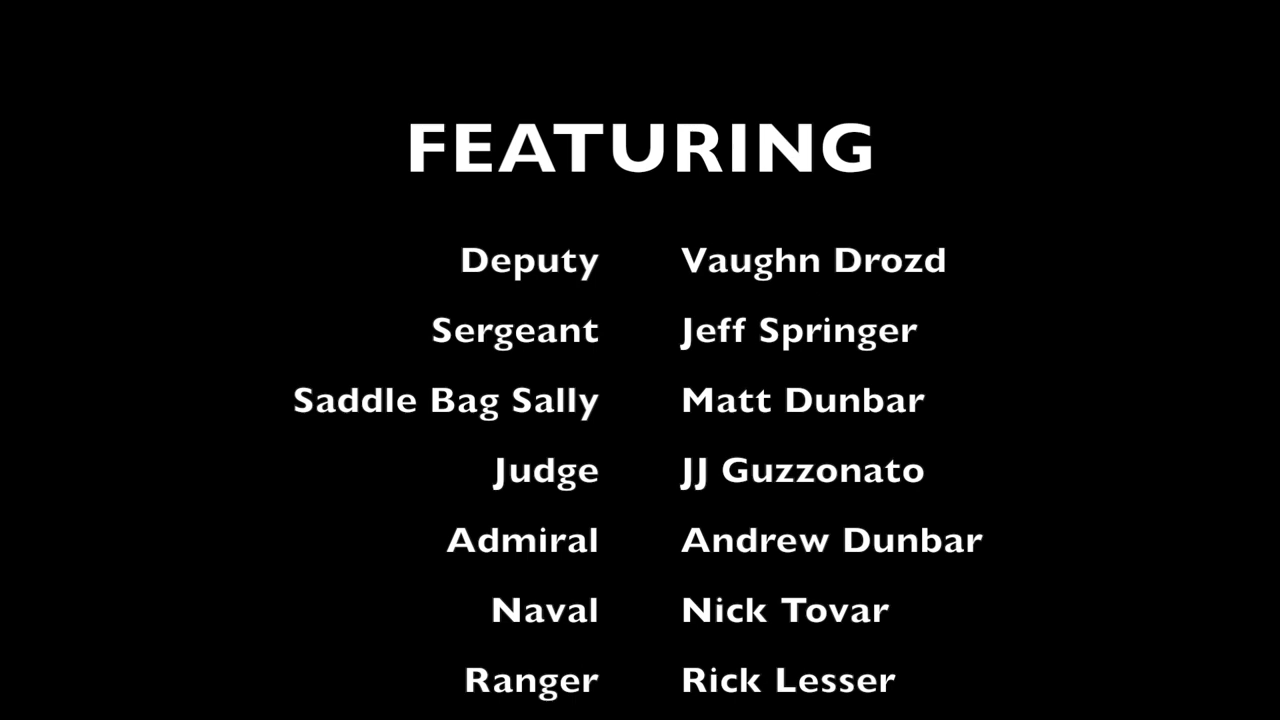 FEATURING
Deputy Vaughn Drozd
Sergeant Jeff Springer
Saddle Bag Sally Matt Dunbar
Judge JJ Guzzonato
Admiral Andrew Dunbar
Naval Nick Tovar
Ranger Rick Lesser